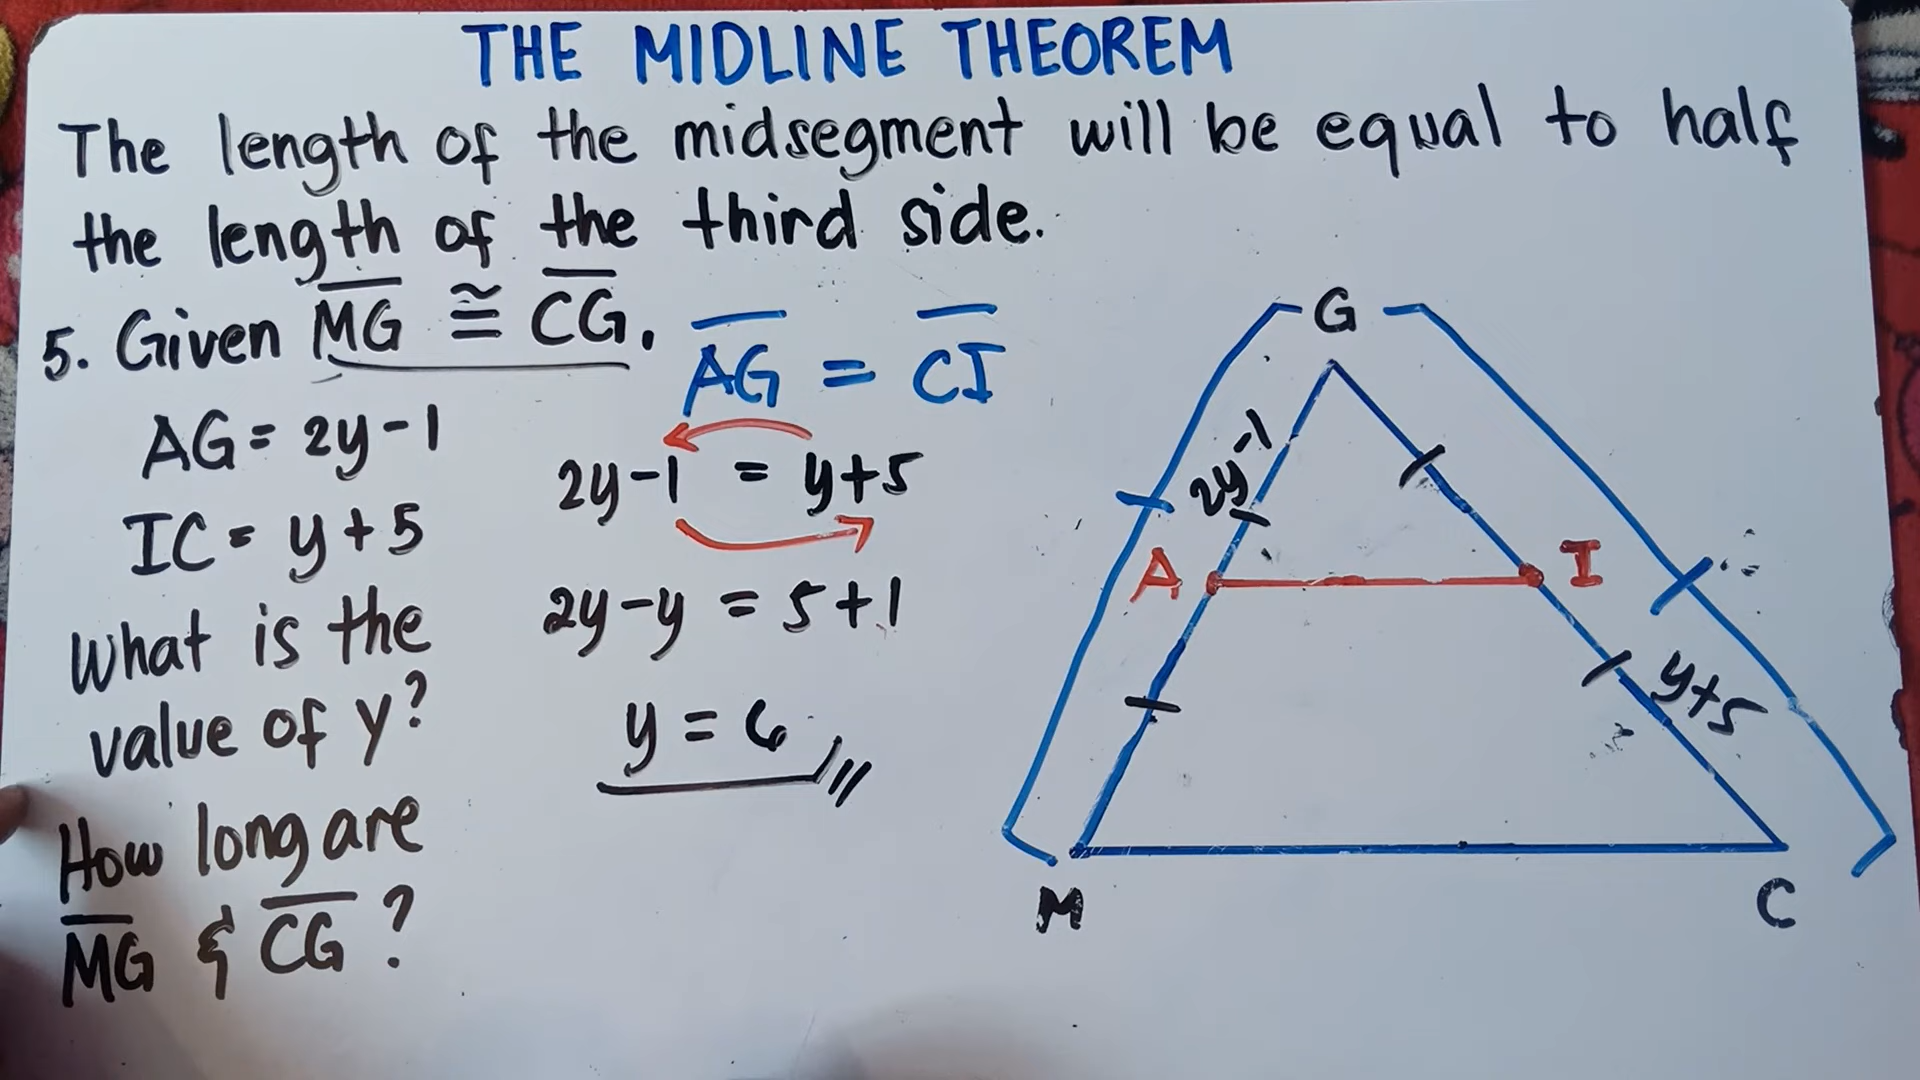 THE MIDLINE THEOREM
The length of the midsegment will be equal to half
the length of the third side.
5. Given MG ≅ CG.
AG = 2y - 1
IC = y + 5
What is the
value of y?
How long are
MG & CG ?
AG = CI
2y - 1 = y + 5
2y - y = 5 + 1
y = 6
G
2y - 1
A
I
y + 5
M
C